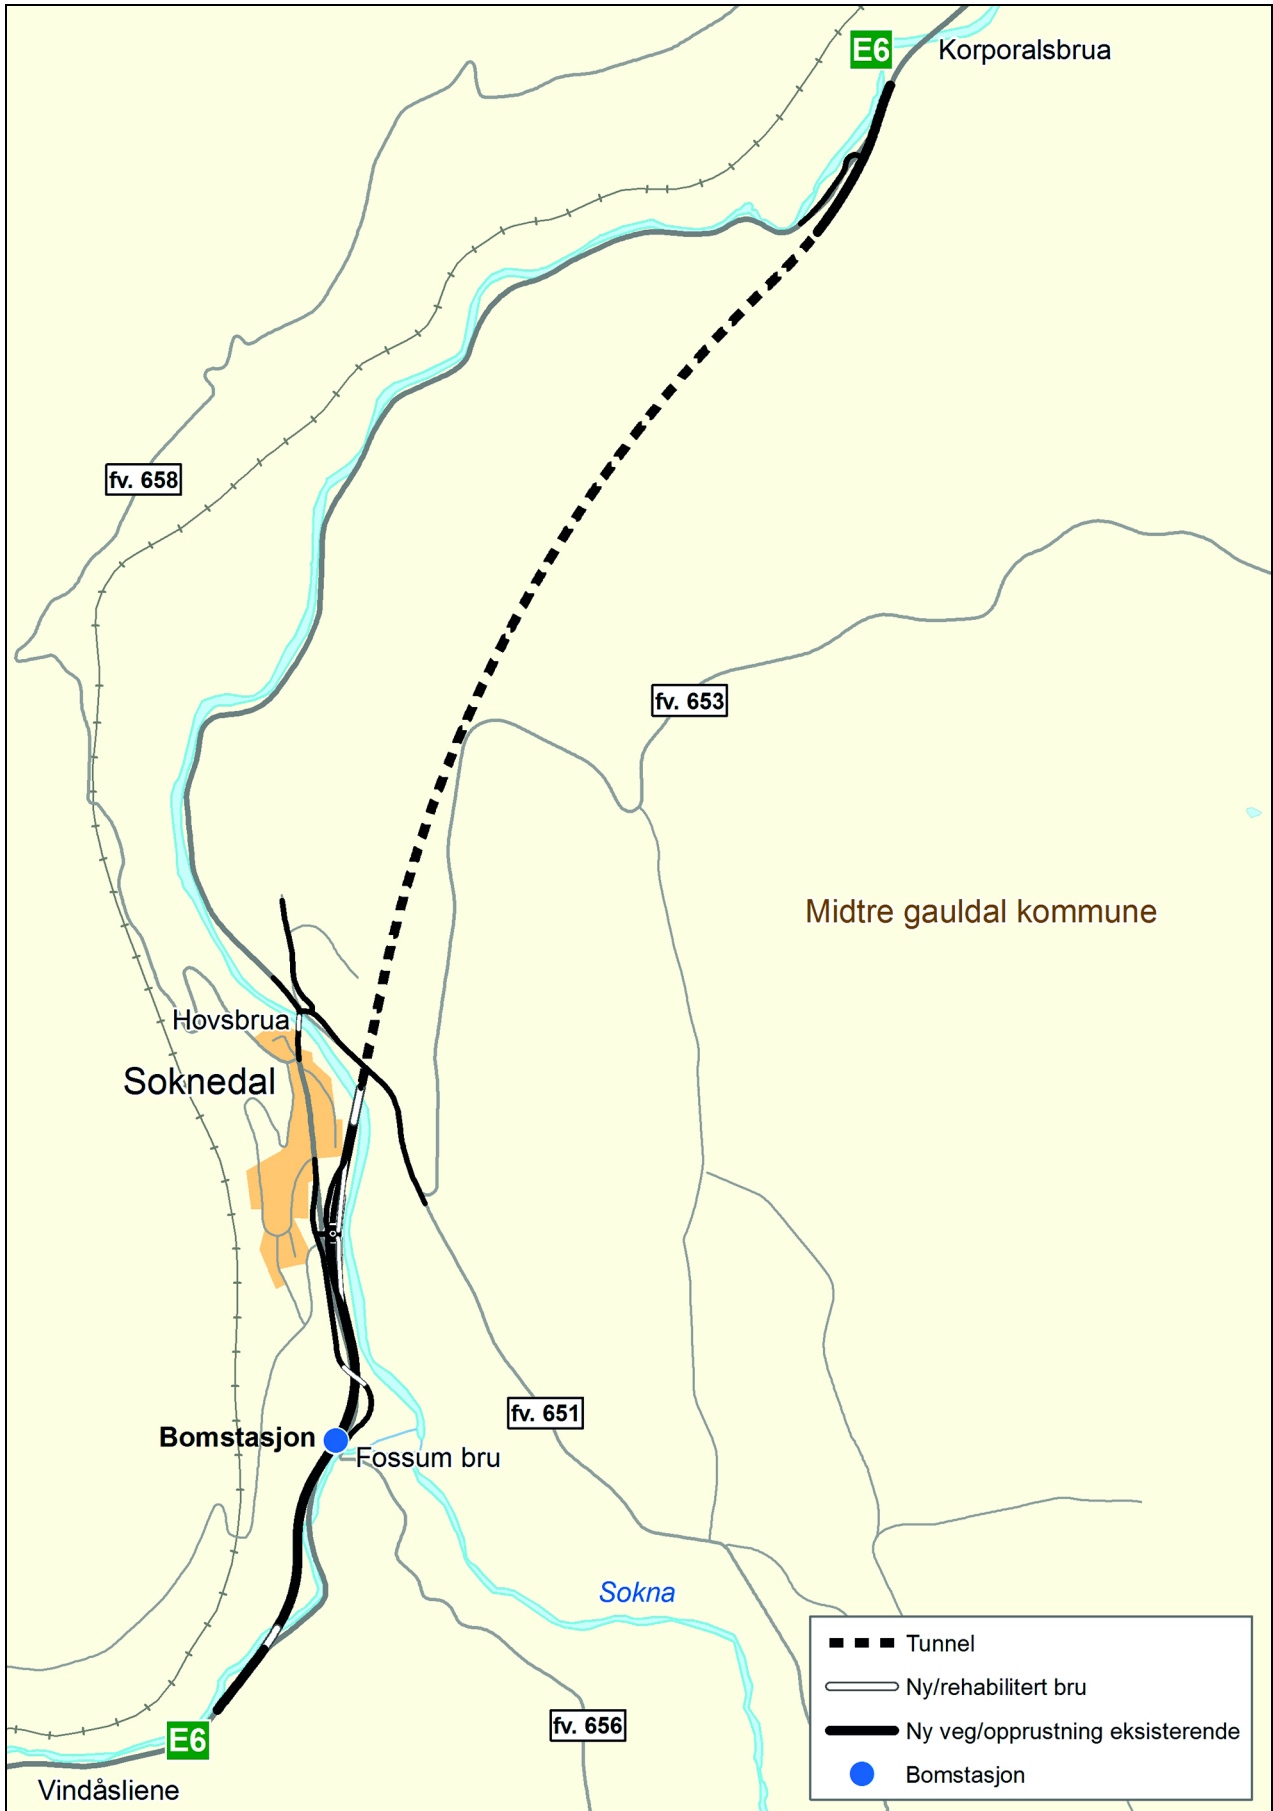 E6
Korporalsbrua
fv. 658
fv. 653
Midtre gauldal kommune
Hovsbrua
Soknedal
fv. 651
Bomstasjon
Fossum bru
Sokna
Tunnel
Ny/rehabilitert bru
Ny veg/opprustning eksisterende
Bomstasjon
fv. 656
E6
Vindåsliene